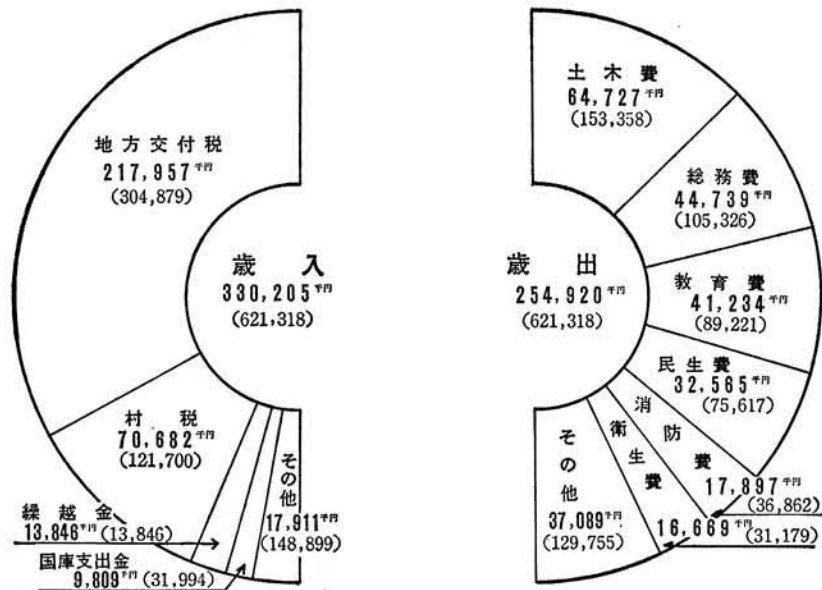 地方交付税
217,957千円
(304,879)
歳入
330,205千円
(621,318)
村税
70,682千円
(121,700)
繰越金
13,846千円(13,846)
国庫支出金
9,809千円(31,994)
その他
17.911千円
(148,899)
土木費
64,727千円
(153,358)
総務費
44,739千円
(105,326)
歳出
254,920千円
(621,318)
教育費
41,234千円
(89,221)
民生費
32,565千円
(75,617)
消防費
17,897千円
(36,862)
衛生費
16,669千円
(31,179)
その他
37,089千円
(129,755)